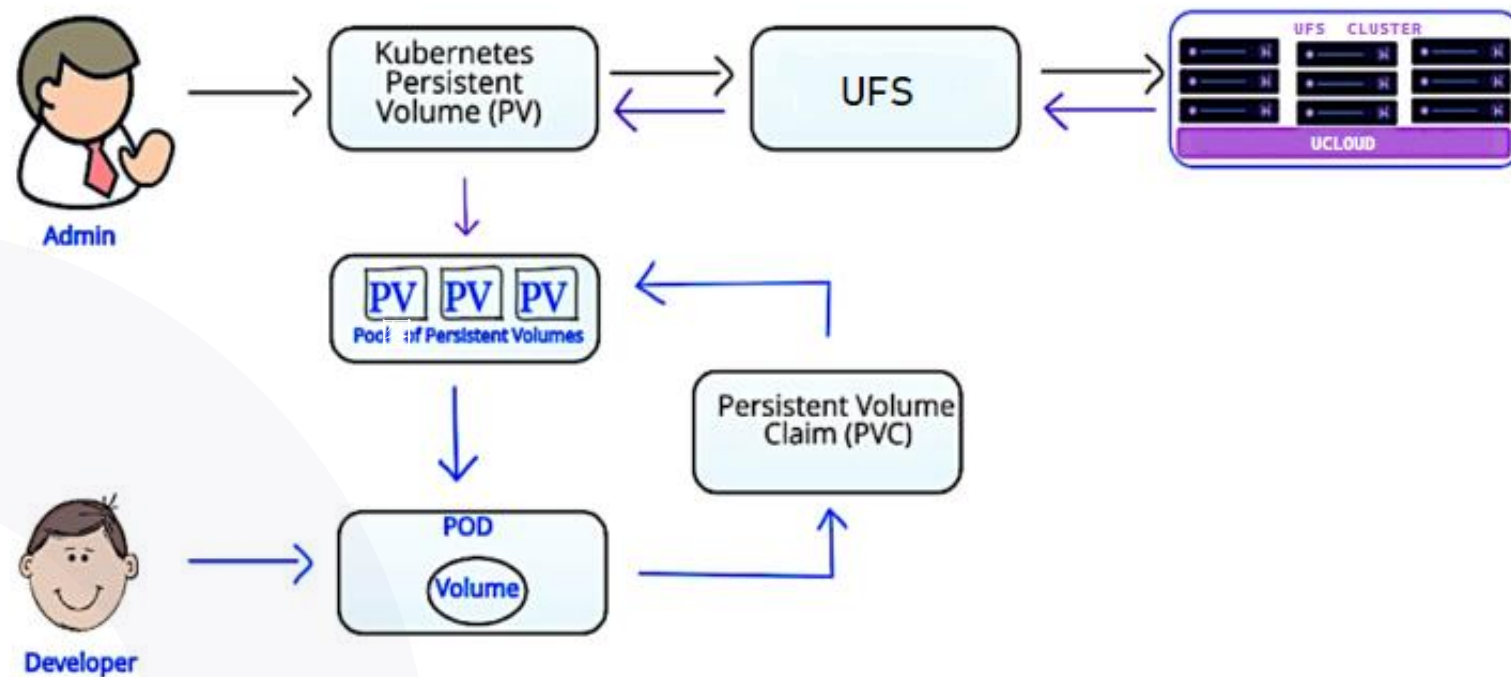 Kubernetes
Persistent
Volume (PV)
UFS
UFS CLUSTER
UCLOUD
Admin
PV PV PV
of Persistent Volumes
Persistent Volume
Claim (PVC)
POD
Volume
Developer